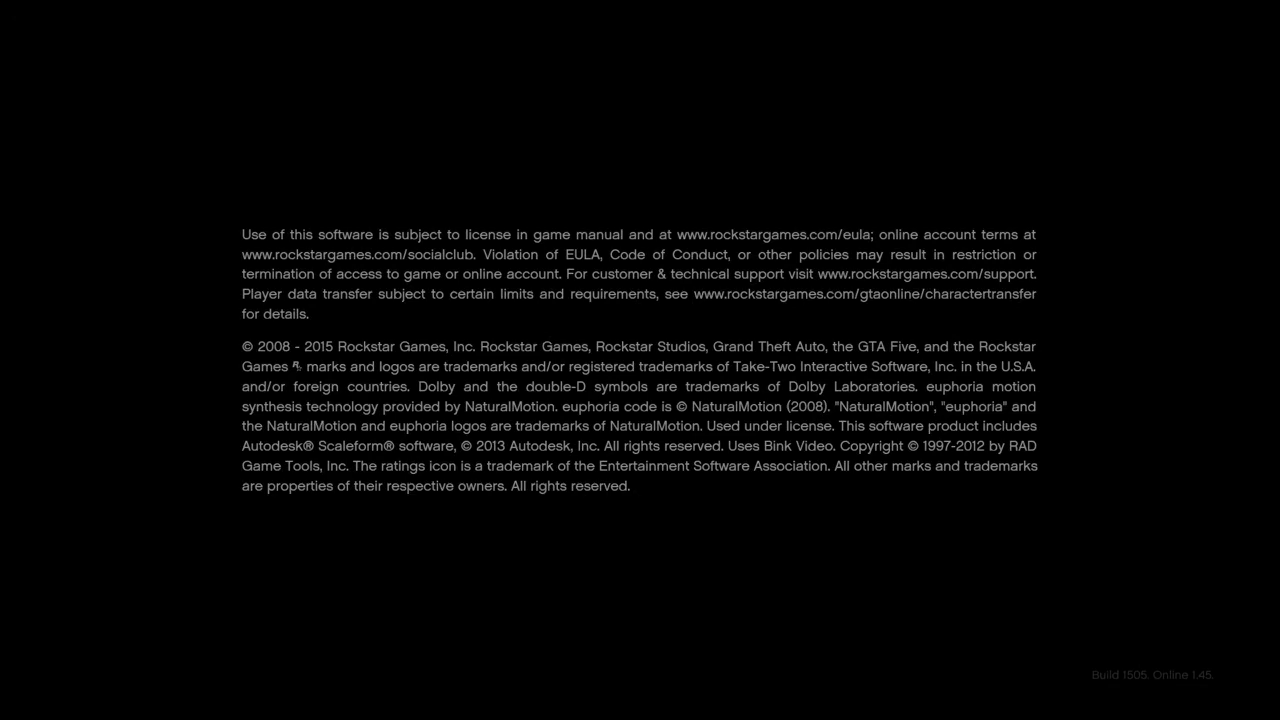 Use of this software is subject to license in game manual and at www.rockstargames.com/eula; online account terms at
www.rockstargames.com/socialclub. Violation of EULA, Code of Conduct, or other policies may result in restriction or
termination of access to game or online account. For customer & technical support visit www.rockstargames.com/support.
Player data transfer subject to certain limits and requirements, see www.rockstargames.com/gtaonline/charactertransfer
for details.
© 2008 - 2015 Rockstar Games, Inc. Rockstar Games, Rockstar Studios, Grand Theft Auto, the GTA Five, and the Rockstar
Games R* marks and logos are trademarks and/or registered trademarks of Take-Two Interactive Software, Inc. in the U.S.A.
and/or foreign countries. Dolby and the double-D symbols are trademarks of Dolby Laboratories. euphoria motion
synthesis technology provided by NaturalMotion. euphoria code is © NaturalMotion (2008). "NaturalMotion", "euphoria" and
the NaturalMotion and euphoria logos are trademarks of NaturalMotion. Used under license. This software product includes
Autodesk® Scaleform® software, © 2013 Autodesk, Inc. All rights reserved. Uses Bink Video. Copyright © 1997-2012 by RAD
Game Tools, Inc. The ratings icon is a trademark of the Entertainment Software Association. All other marks and trademarks
are properties of their respective owners. All rights reserved.
Build 1505. Online 1.45.